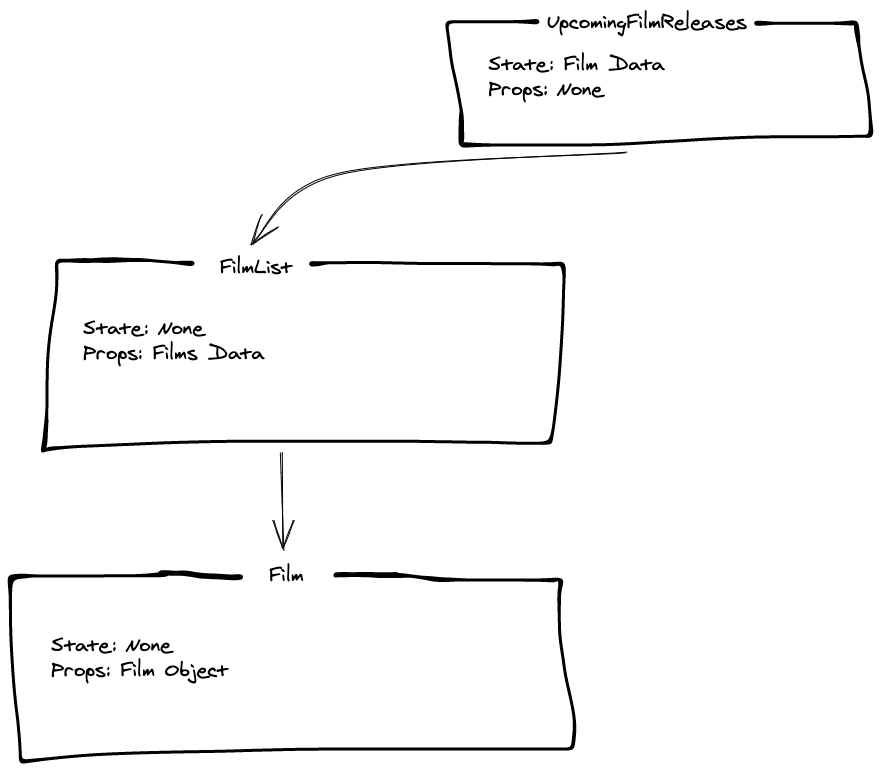 UpcomingFilmReleases
State: Film Data
Props: None
FilmList
State: None
Props: Films Data
Film
State: None
Props: Film Object